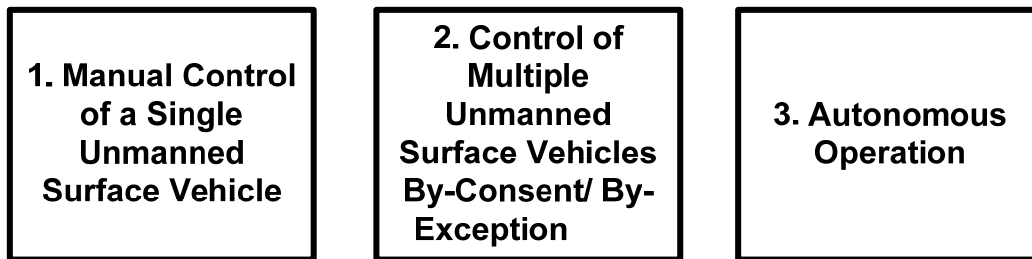 1. Manual Control
of a Single
Unmanned
Surface Vehicle
2. Control of
Multiple
Unmanned
Surface Vehicles
By-Consent/ By-
Exception
3. Autonomous
Operation